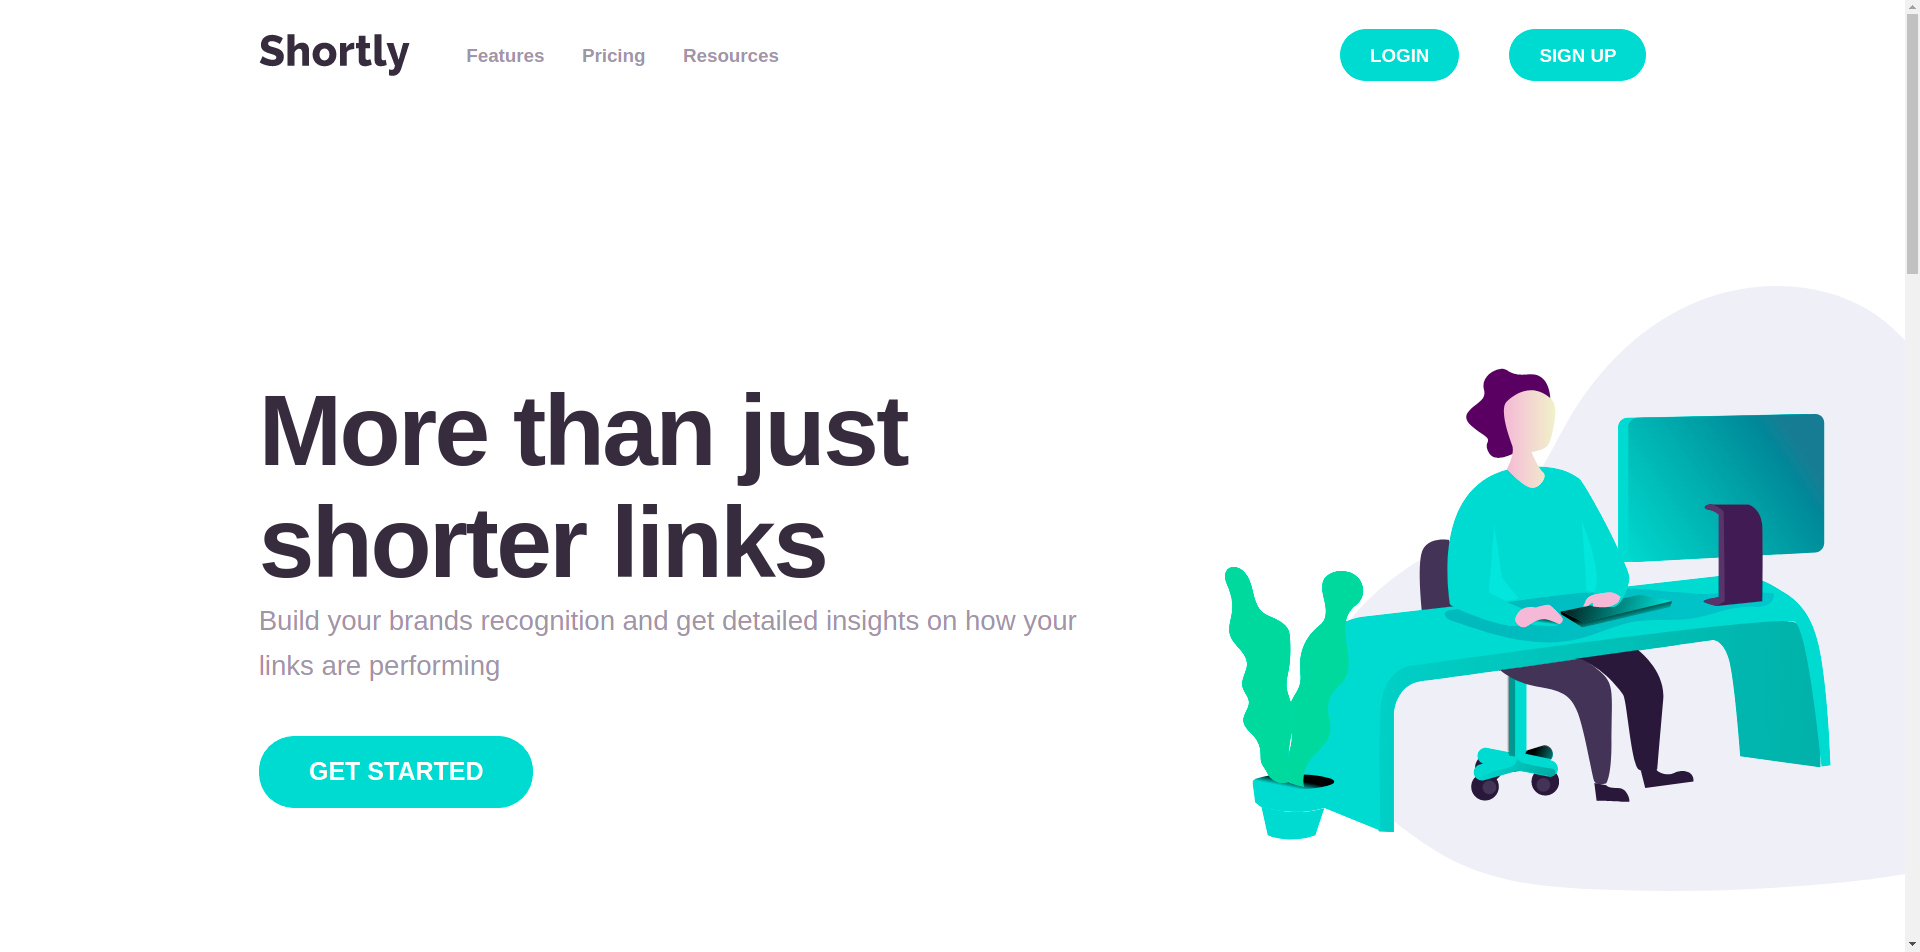 Shortly
Features
Pricing
Resources
LOGIN
SIGN UP
More than just
shorter links
Build your brands recognition and get detailed insights on how your
links are performing
GET STARTED